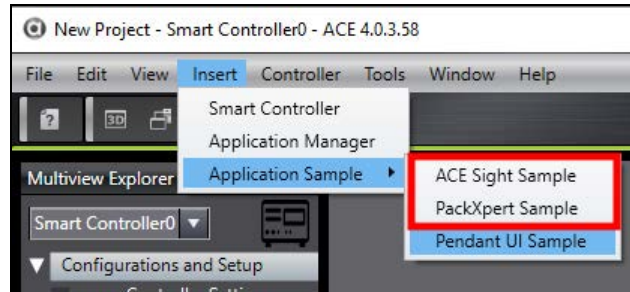 New Project - Smart Controller0 - ACE 4.0.3.58
File Edit View Insert Controller Tools Window Help
3D
Smart Controller
Application Manager
Application Sample
ACE Sight Sample
PackXpert Sample
Pendant UI Sample
Multiview Explorer
Smart Controller0
Configurations and Setup